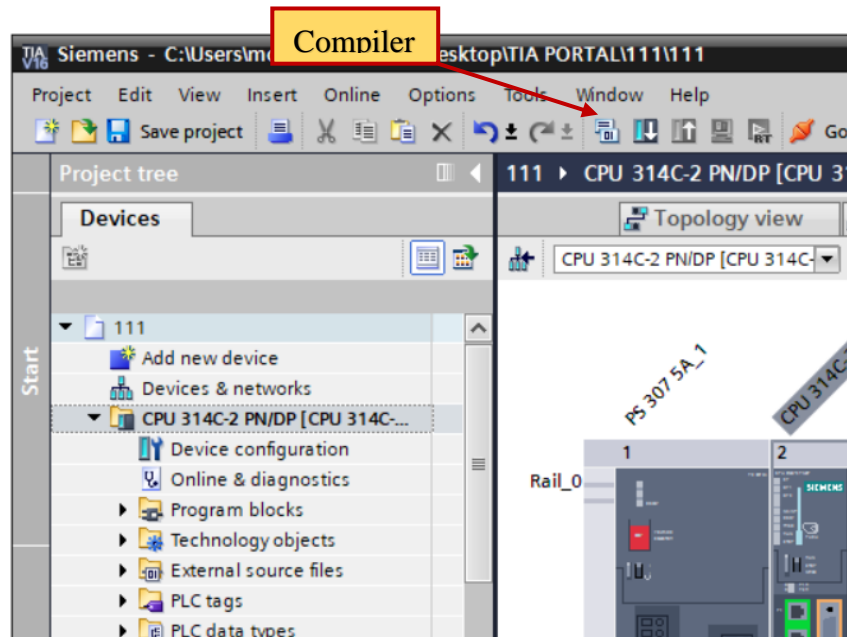 Compiler
TIA V16 Siemens - C:\Users\m esktop\TIA PORTAL\111\111
Project Edit View Insert Online Options Tools Window Help
Save project RT Go
Project tree
111 CPU 314C-2 PN/DP [CPU 31
Devices
Topology view
CPU 314C-2 PN/DP [CPU 314C-
Start
111
Add new device
Devices & networks
CPU 314C-2 PN/DP [CPU 314C-...
Device configuration
Online & diagnostics
Program blocks
Technology objects
External source files
PLC tags
PLC data types
PS 307 5A_1
CPU 314C-
1
2
Rail_0
SIEMENS